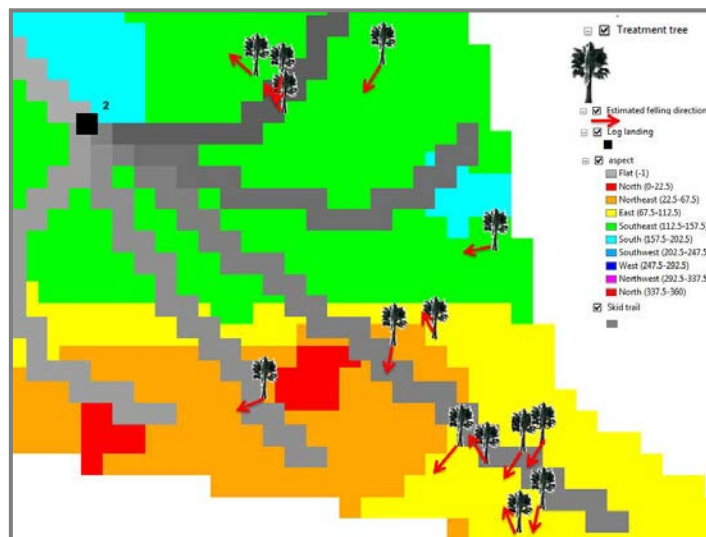 2
Treatment tree
Estimated felling direction
Log landing
aspect
Flat (-1)
North (0-22.5)
Northeast (22.5-67.5)
East (67.5-112.5)
Southeast (112.5-157.5)
South (157.5-202.5)
Southwest (202.5-247.5
West (247.5-292.5)
Northwest (292.5-337.5
North (337.5-360)
Skid trail